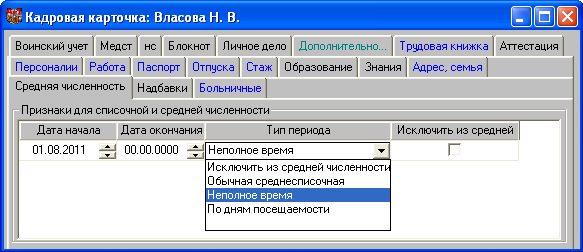 Кадровая карточка: Власова Н. В.
Воинский учет Медст нс Блокнот Личное дело Дополнительно... Трудовая книжка Аттестация
Персоналии Работа Паспорт Отпуска Стаж Образование Знания Адрес, семья
Средняя численность Надбавки Больничные
Признаки для списочной и средней численности
Дата начала Дата окончания Тип периода Исключить из средней
01.08.2011 00.00.0000 Неполное время
Исключить из средней численности
Обычная среднесписочная
Неполное время
По дням посещаемости